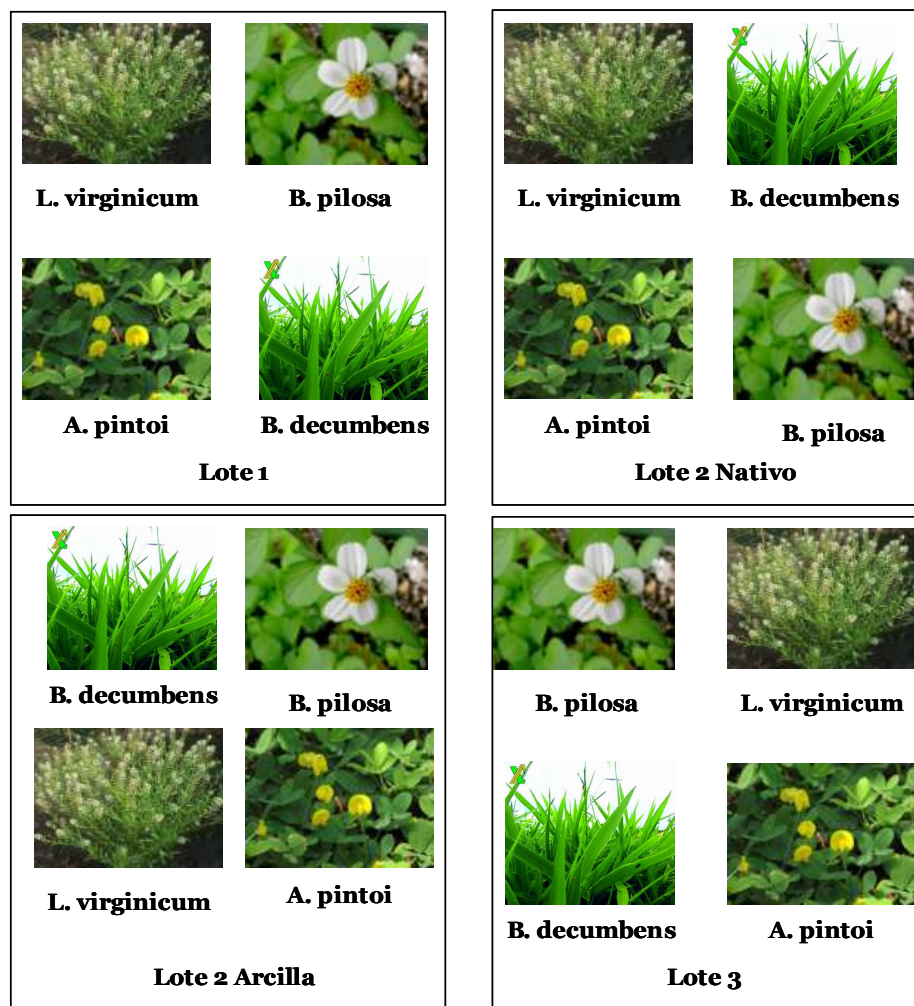 L. virginicum
B. pilosa
A. pintoi
B. decumbens
Lote 1
L. virginicum
B. decumbens
A. pintoi
B. pilosa
Lote 2 Nativo
B. decumbens
B. pilosa
L. virginicum
A. pintoi
Lote 2 Arcilla
B. pilosa
L. virginicum
B. decumbens
A. pintoi
Lote 3